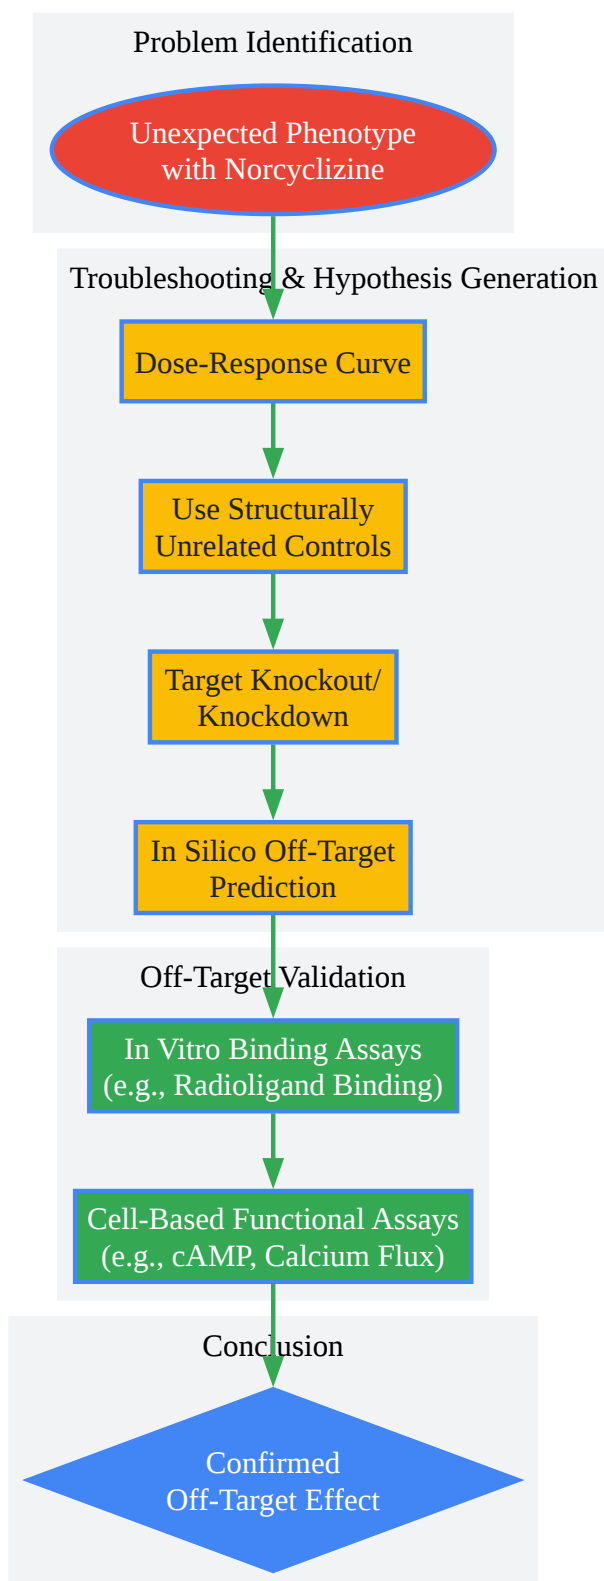 Problem Identification
Unexpected Phenotype
with Norcyclizine
Troubleshooting & Hypothesis Generation
Dose-Response Curve
Use Structurally
Unrelated Controls
Target Knockout/
Knockdown
In Silico Off-Target
Prediction
Off-Target Validation
In Vitro Binding Assays
(e.g., Radioligand Binding)
Cell-Based Functional Assays
(e.g., cAMP, Calcium Flux)
Conclusion
Confirmed
Off-Target Effect